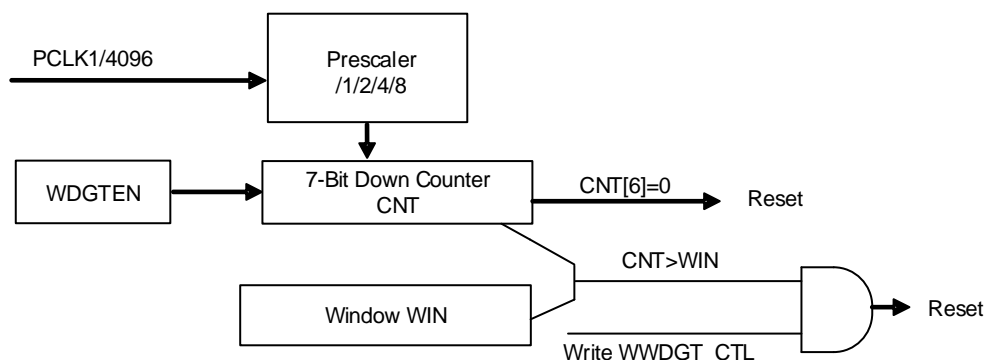 PCLK1/4096
Prescaler
/1/2/4/8
WDGTEN
7-Bit Down Counter
CNT
CNT[6]=0
Reset
CNT>WIN
Window WIN
Reset
Write WWDGT_CTL